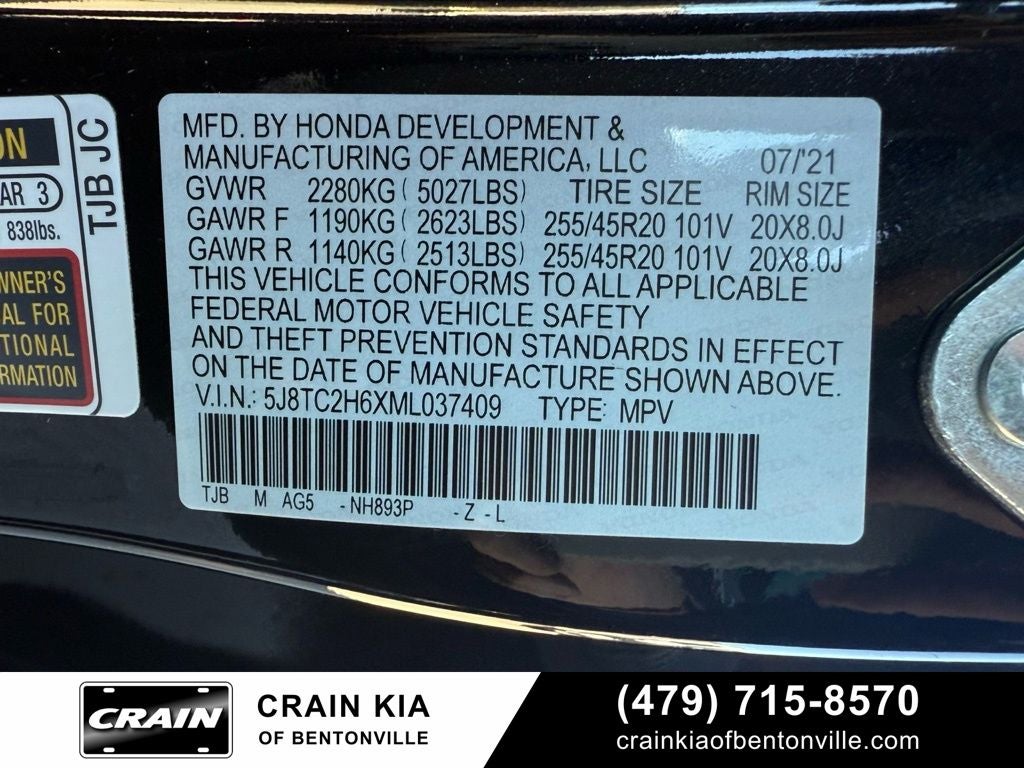 ON
AR 3
838lbs.
TJB JC
OWNER'S
AL FOR
TIONAL
RMATION
MFD. BY HONDA DEVELOPMENT &
MANUFACTURING OF AMERICA, LLC 07/'21
GVWR 2280KG ( 5027LBS) TIRE SIZE RIM SIZE
GAWR F 1190KG ( 2623LBS) 255/45R20 101V 20X8.0J
GAWR R 1140KG ( 2513LBS) 255/45R20 101V 20X8.0J
THIS VEHICLE CONFORMS TO ALL APPLICABLE
FEDERAL MOTOR VEHICLE SAFETY
AND THEFT PREVENTION STANDARDS IN EFFECT
ON THE DATE OF MANUFACTURE SHOWN ABOVE.
V.I.N.: 5J8TC2H6XML037409 TYPE: MPV
TJB M AG5 -NH893P -Z -L
CRAIN
CRAIN KIA
OF BENTONVILLE
(479) 715-8570
crainkiaofbentonville.com